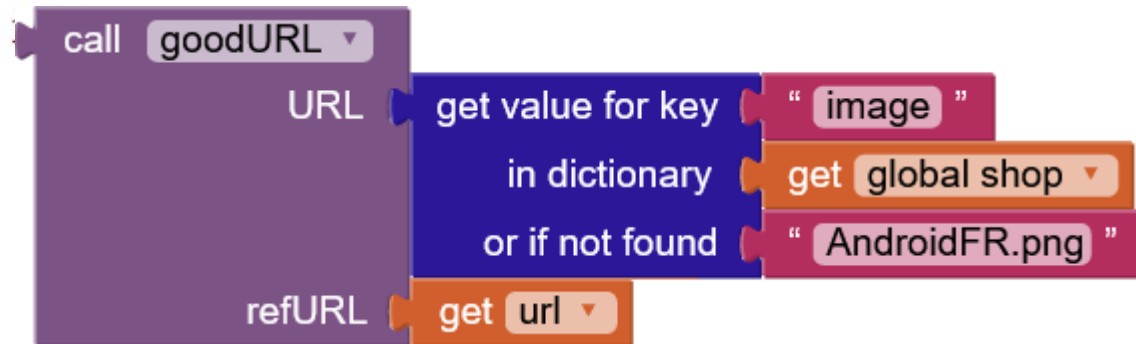 call goodURL
URL get value for key “ image ”
in dictionary get global shop
or if not found “ AndroidFR.png ”
refURL get url